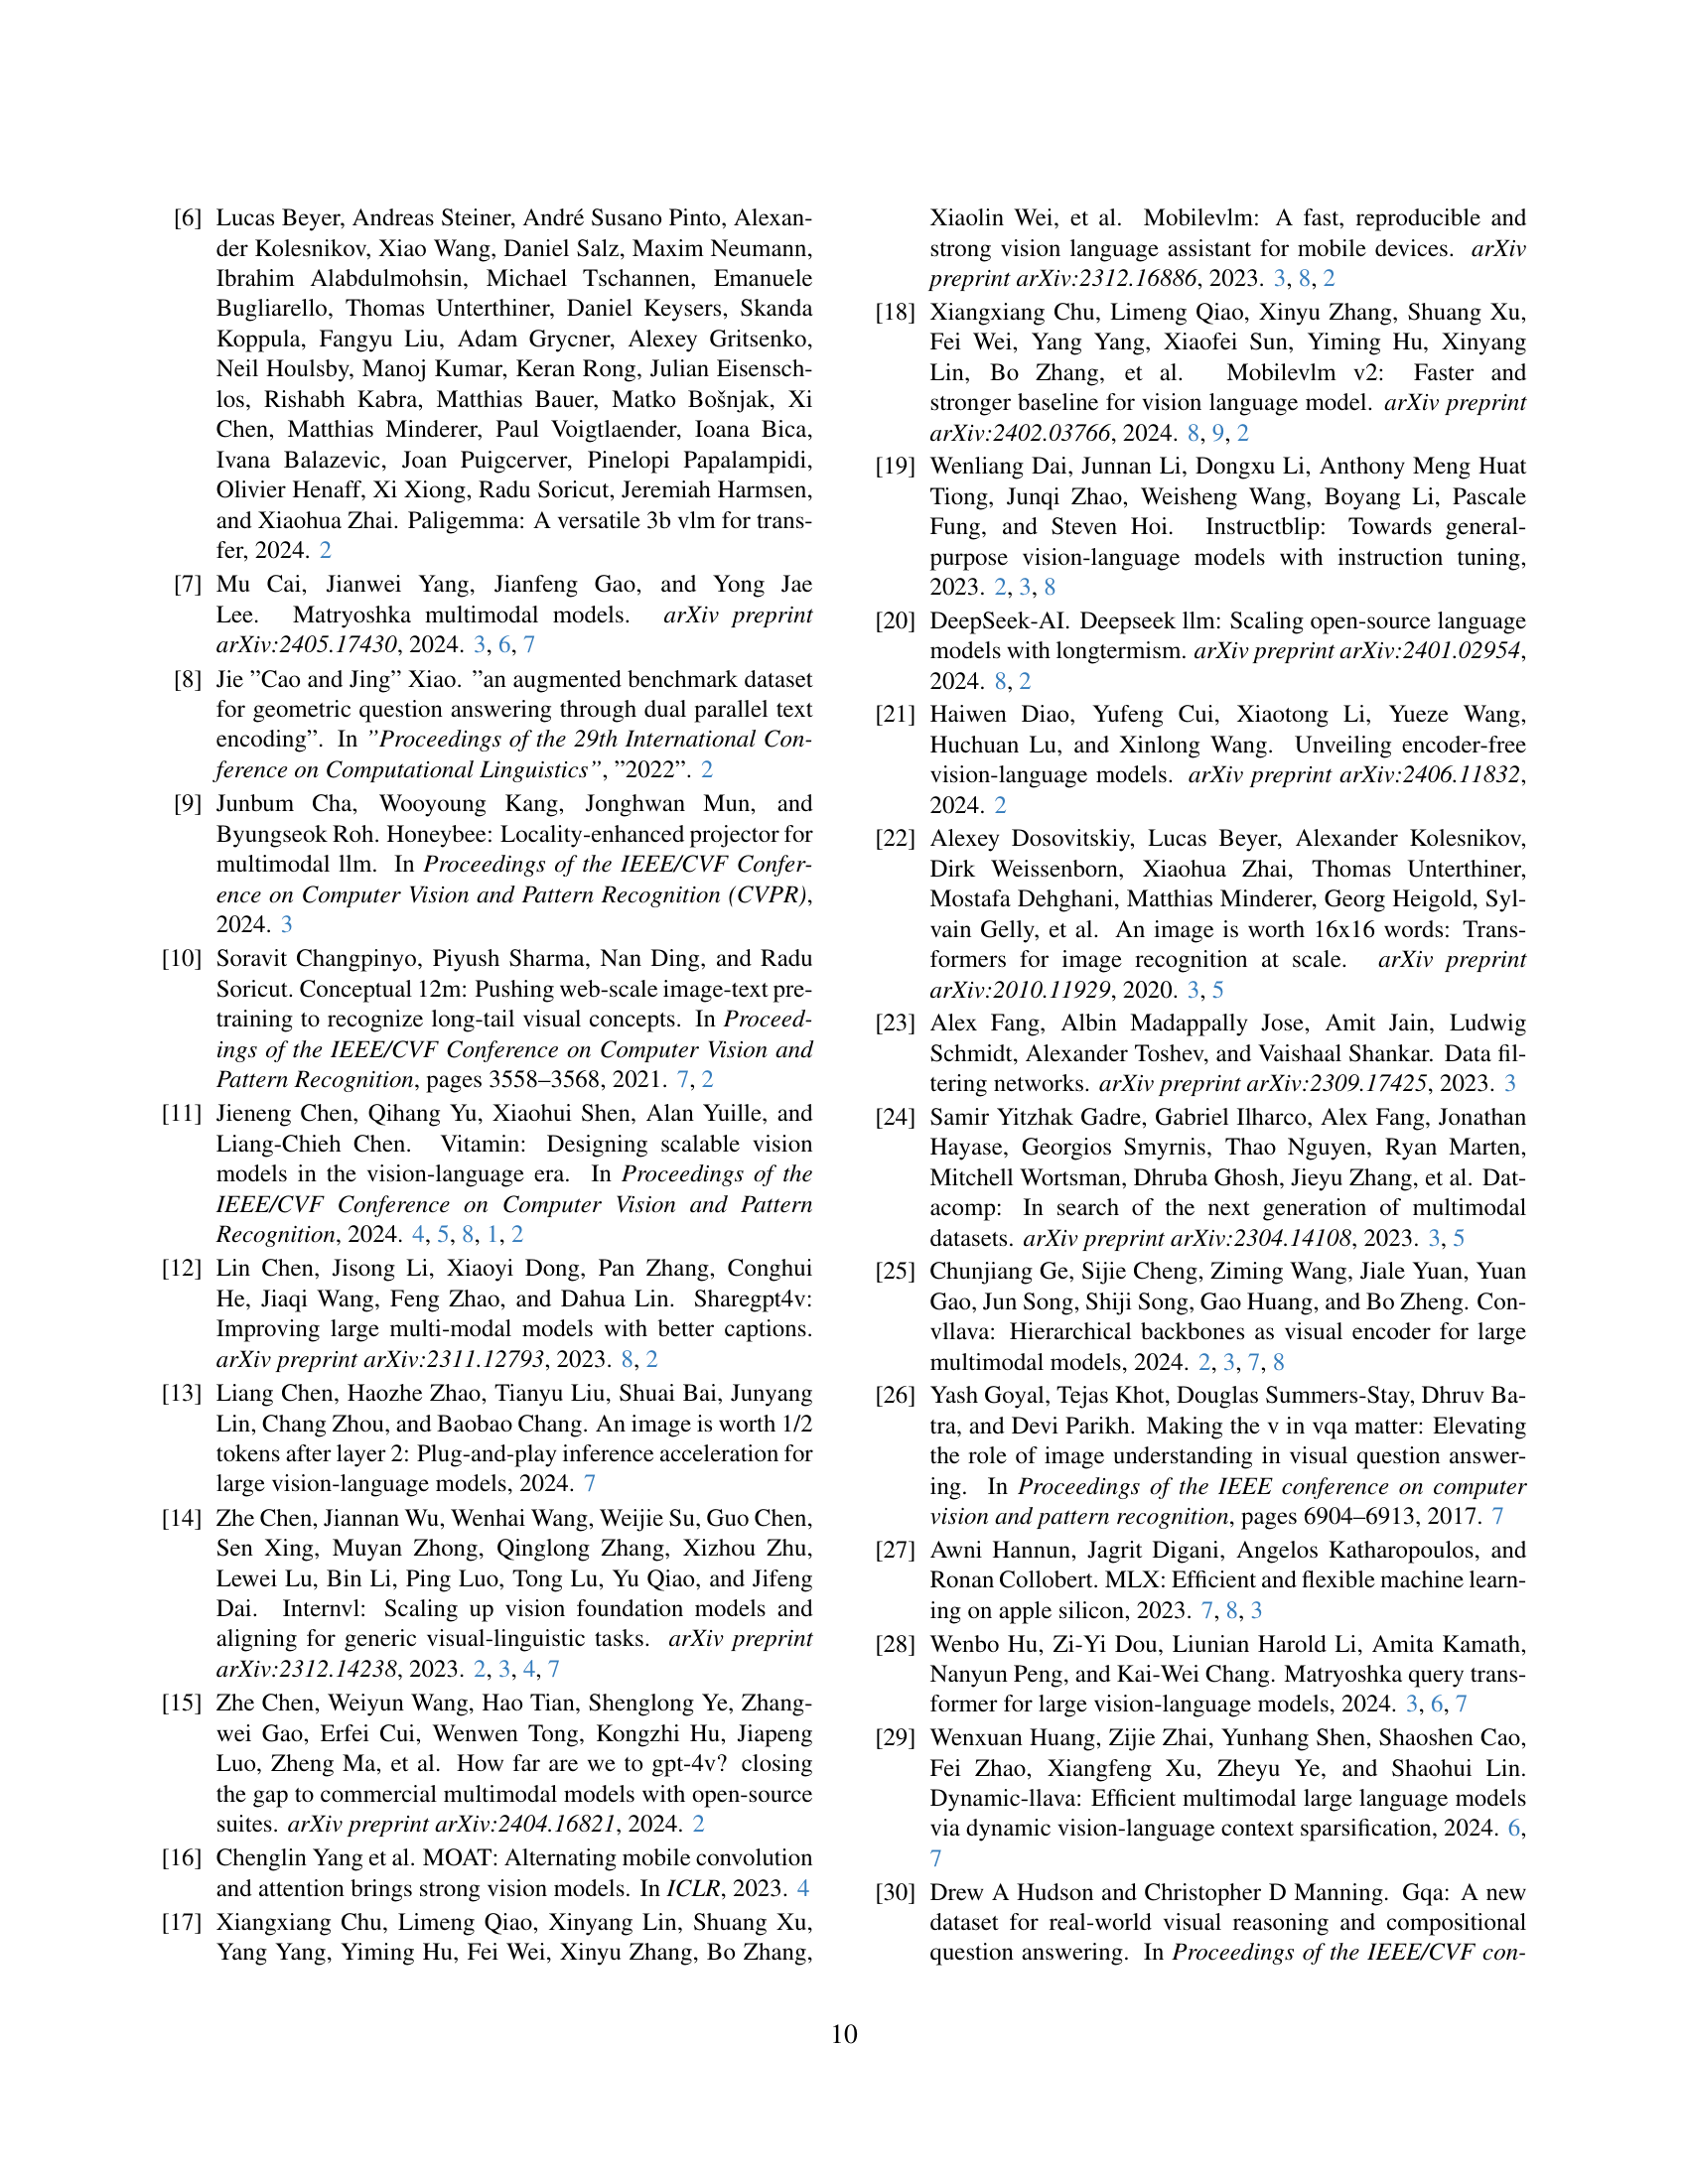 [6] Lucas Beyer, Andreas Steiner, André Susano Pinto, Alexan-
der Kolesnikov, Xiao Wang, Daniel Salz, Maxim Neumann,
Ibrahim Alabdulmohsin, Michael Tschannen, Emanuele
Bugliarello, Thomas Unterthiner, Daniel Keysers, Skanda
Koppula, Fangyu Liu, Adam Grycner, Alexey Gritsenko,
Neil Houlsby, Manoj Kumar, Keran Rong, Julian Eisensch-
los, Rishabh Kabra, Matthias Bauer, Matko Bošnjak, Xi
Chen, Matthias Minderer, Paul Voigtlaender, Ioana Bica,
Ivana Balazevic, Joan Puigcerver, Pinelopi Papalampidi,
Olivier Henaff, Xi Xiong, Radu Soricut, Jeremiah Harmsen,
and Xiaohua Zhai. Paligemma: A versatile 3b vlm for trans-
fer, 2024. 2
[7] Mu Cai, Jianwei Yang, Jianfeng Gao, and Yong Jae
Lee. Matryoshka multimodal models. arXiv preprint
arXiv:2405.17430, 2024. 3, 6, 7
[8] Jie ”Cao and Jing” Xiao. ”an augmented benchmark dataset
for geometric question answering through dual parallel text
encoding”. In ”Proceedings of the 29th International Con-
ference on Computational Linguistics”, ”2022”. 2
[9] Junbum Cha, Wooyoung Kang, Jonghwan Mun, and
Byungseok Roh. Honeybee: Locality-enhanced projector for
multimodal llm. In Proceedings of the IEEE/CVF Confer-
ence on Computer Vision and Pattern Recognition (CVPR),
2024. 3
[10] Soravit Changpinyo, Piyush Sharma, Nan Ding, and Radu
Soricut. Conceptual 12m: Pushing web-scale image-text pre-
training to recognize long-tail visual concepts. In Proceed-
ings of the IEEE/CVF Conference on Computer Vision and
Pattern Recognition, pages 3558–3568, 2021. 7, 2
[11] Jieneng Chen, Qihang Yu, Xiaohui Shen, Alan Yuille, and
Liang-Chieh Chen. Vitamin: Designing scalable vision
models in the vision-language era. In Proceedings of the
IEEE/CVF Conference on Computer Vision and Pattern
Recognition, 2024. 4, 5, 8, 1, 2
[12] Lin Chen, Jisong Li, Xiaoyi Dong, Pan Zhang, Conghui
He, Jiaqi Wang, Feng Zhao, and Dahua Lin. Sharegpt4v:
Improving large multi-modal models with better captions.
arXiv preprint arXiv:2311.12793, 2023. 8, 2
[13] Liang Chen, Haozhe Zhao, Tianyu Liu, Shuai Bai, Junyang
Lin, Chang Zhou, and Baobao Chang. An image is worth 1/2
tokens after layer 2: Plug-and-play inference acceleration for
large vision-language models, 2024. 7
[14] Zhe Chen, Jiannan Wu, Wenhai Wang, Weijie Su, Guo Chen,
Sen Xing, Muyan Zhong, Qinglong Zhang, Xizhou Zhu,
Lewei Lu, Bin Li, Ping Luo, Tong Lu, Yu Qiao, and Jifeng
Dai. Internvl: Scaling up vision foundation models and
aligning for generic visual-linguistic tasks. arXiv preprint
arXiv:2312.14238, 2023. 2, 3, 4, 7
[15] Zhe Chen, Weiyun Wang, Hao Tian, Shenglong Ye, Zhang-
wei Gao, Erfei Cui, Wenwen Tong, Kongzhi Hu, Jiapeng
Luo, Zheng Ma, et al. How far are we to gpt-4v? closing
the gap to commercial multimodal models with open-source
suites. arXiv preprint arXiv:2404.16821, 2024. 2
[16] Chenglin Yang et al. MOAT: Alternating mobile convolution
and attention brings strong vision models. In ICLR, 2023. 4
[17] Xiangxiang Chu, Limeng Qiao, Xinyang Lin, Shuang Xu,
Yang Yang, Yiming Hu, Fei Wei, Xinyu Zhang, Bo Zhang,
Xiaolin Wei, et al. Mobilevlm: A fast, reproducible and
strong vision language assistant for mobile devices. arXiv
preprint arXiv:2312.16886, 2023. 3, 8, 2
[18] Xiangxiang Chu, Limeng Qiao, Xinyu Zhang, Shuang Xu,
Fei Wei, Yang Yang, Xiaofei Sun, Yiming Hu, Xinyang
Lin, Bo Zhang, et al. Mobilevlm v2: Faster and
stronger baseline for vision language model. arXiv preprint
arXiv:2402.03766, 2024. 8, 9, 2
[19] Wenliang Dai, Junnan Li, Dongxu Li, Anthony Meng Huat
Tiong, Junqi Zhao, Weisheng Wang, Boyang Li, Pascale
Fung, and Steven Hoi. Instructblip: Towards general-
purpose vision-language models with instruction tuning,
2023. 2, 3, 8
[20] DeepSeek-AI. Deepseek llm: Scaling open-source language
models with longtermism. arXiv preprint arXiv:2401.02954,
2024. 8, 2
[21] Haiwen Diao, Yufeng Cui, Xiaotong Li, Yueze Wang,
Huchuan Lu, and Xinlong Wang. Unveiling encoder-free
vision-language models. arXiv preprint arXiv:2406.11832,
2024. 2
[22] Alexey Dosovitskiy, Lucas Beyer, Alexander Kolesnikov,
Dirk Weissenborn, Xiaohua Zhai, Thomas Unterthiner,
Mostafa Dehghani, Matthias Minderer, Georg Heigold, Syl-
vain Gelly, et al. An image is worth 16x16 words: Trans-
formers for image recognition at scale. arXiv preprint
arXiv:2010.11929, 2020. 3, 5
[23] Alex Fang, Albin Madappally Jose, Amit Jain, Ludwig
Schmidt, Alexander Toshev, and Vaishaal Shankar. Data fil-
tering networks. arXiv preprint arXiv:2309.17425, 2023. 3
[24] Samir Yitzhak Gadre, Gabriel Ilharco, Alex Fang, Jonathan
Hayase, Georgios Smyrnis, Thao Nguyen, Ryan Marten,
Mitchell Wortsman, Dhruba Ghosh, Jieyu Zhang, et al. Dat-
acomp: In search of the next generation of multimodal
datasets. arXiv preprint arXiv:2304.14108, 2023. 3, 5
[25] Chunjiang Ge, Sijie Cheng, Ziming Wang, Jiale Yuan, Yuan
Gao, Jun Song, Shiji Song, Gao Huang, and Bo Zheng. Con-
vllava: Hierarchical backbones as visual encoder for large
multimodal models, 2024. 2, 3, 7, 8
[26] Yash Goyal, Tejas Khot, Douglas Summers-Stay, Dhruv Ba-
tra, and Devi Parikh. Making the v in vqa matter: Elevating
the role of image understanding in visual question answer-
ing. In Proceedings of the IEEE conference on computer
vision and pattern recognition, pages 6904–6913, 2017. 7
[27] Awni Hannun, Jagrit Digani, Angelos Katharopoulos, and
Ronan Collobert. MLX: Efficient and flexible machine learn-
ing on apple silicon, 2023. 7, 8, 3
[28] Wenbo Hu, Zi-Yi Dou, Liunian Harold Li, Amita Kamath,
Nanyun Peng, and Kai-Wei Chang. Matryoshka query trans-
former for large vision-language models, 2024. 3, 6, 7
[29] Wenxuan Huang, Zijie Zhai, Yunhang Shen, Shaoshen Cao,
Fei Zhao, Xiangfeng Xu, Zheyu Ye, and Shaohui Lin.
Dynamic-llava: Efficient multimodal large language models
via dynamic vision-language context sparsification, 2024. 6,
7
[30] Drew A Hudson and Christopher D Manning. Gqa: A new
dataset for real-world visual reasoning and compositional
question answering. In Proceedings of the IEEE/CVF con-
10